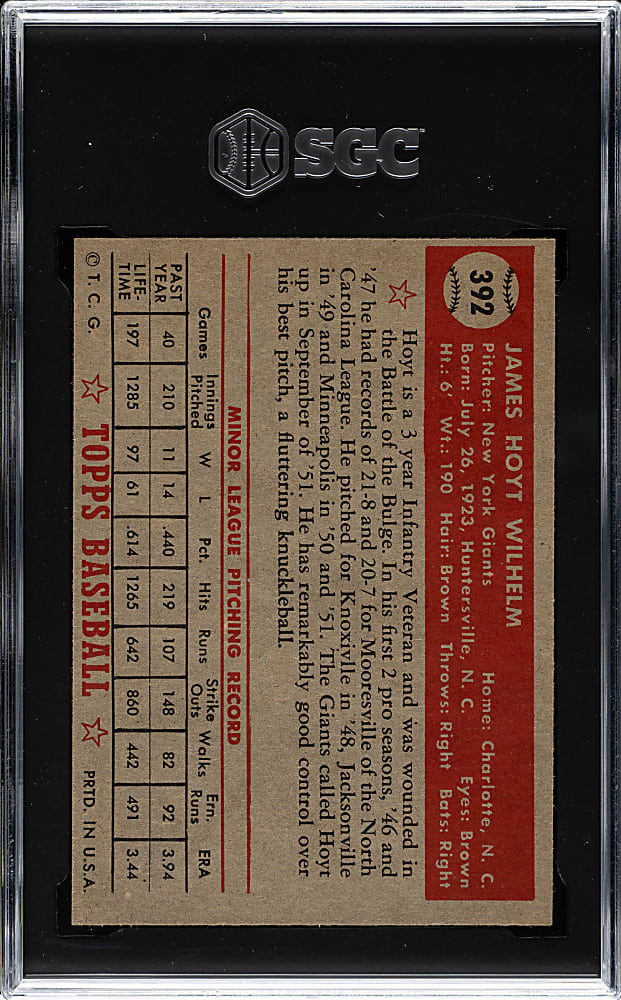 SGC
392
JAMES HOYT WILHELM
Pitcher: New York Giants Home: Charlotte, N. C.
Born: July 26, 1923, Huntersville, N. C. Eyes: Brown
Ht.: 6' Wt.: 190 Hair: Brown Throws: Right Bats: Right
Hoyt is a 3 year Infantry Veteran and was wounded in
the Battle of the Bulge. In his first 2 pro seasons, '46 and
'47 he had records of 21-8 and 20-7 for Mooresville of the North
Carolina League. He pitched for Knoxiylle in '48, Jacksonville
in '49 and Minneapolis in '50 and '51. The Giants called Hoyt
up in September of '51. He has remarkably good control over
his best pitch, a fluttering knuckleball.
MINOR LEAGUE PITCHING RECORD
Games Innings Pitched W L Pct. Hits Runs Strike Outs Walks Ern. Runs ERA
PAST YEAR 40 210 11 14 .440 219 107 148 82 92 3.94
LIFE-TIME 197 1285 97 61 .614 1265 642 860 442 491 3.44
© T. C. G. TOPPS BASEBALL PRTD. IN U.S.A.